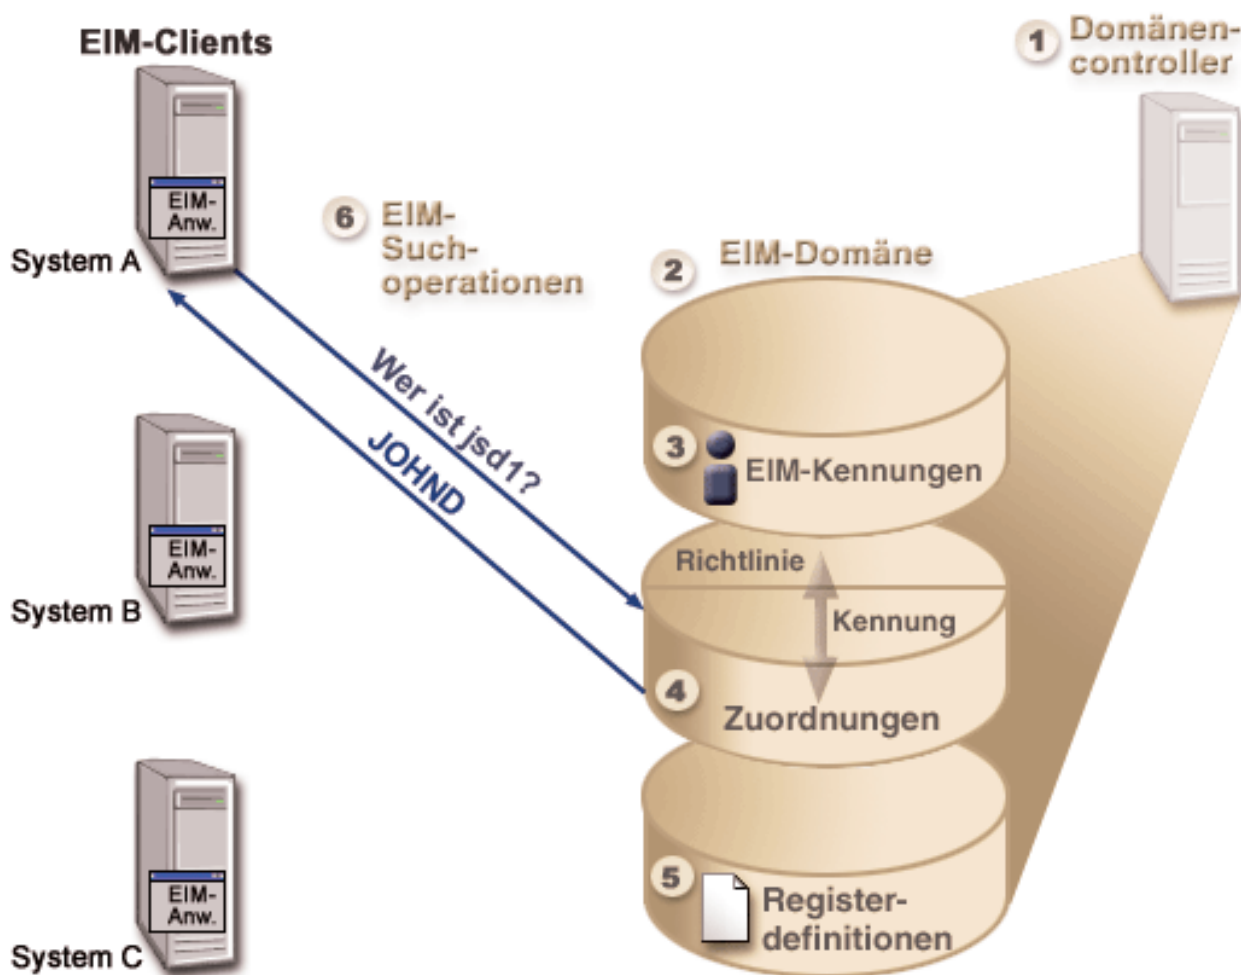 EIM-Clients
1
Domänen-
controller
EIM-
Anw.
System A
6
EIM-
Such-
operationen
2
EIM-Domäne
Wer ist jsd1?
JOHND
3
EIM-Kennungen
EIM-
Anw.
System B
Richtlinie
Kennung
4
Zuordnungen
EIM-
Anw.
System C
5
Register-
definitionen